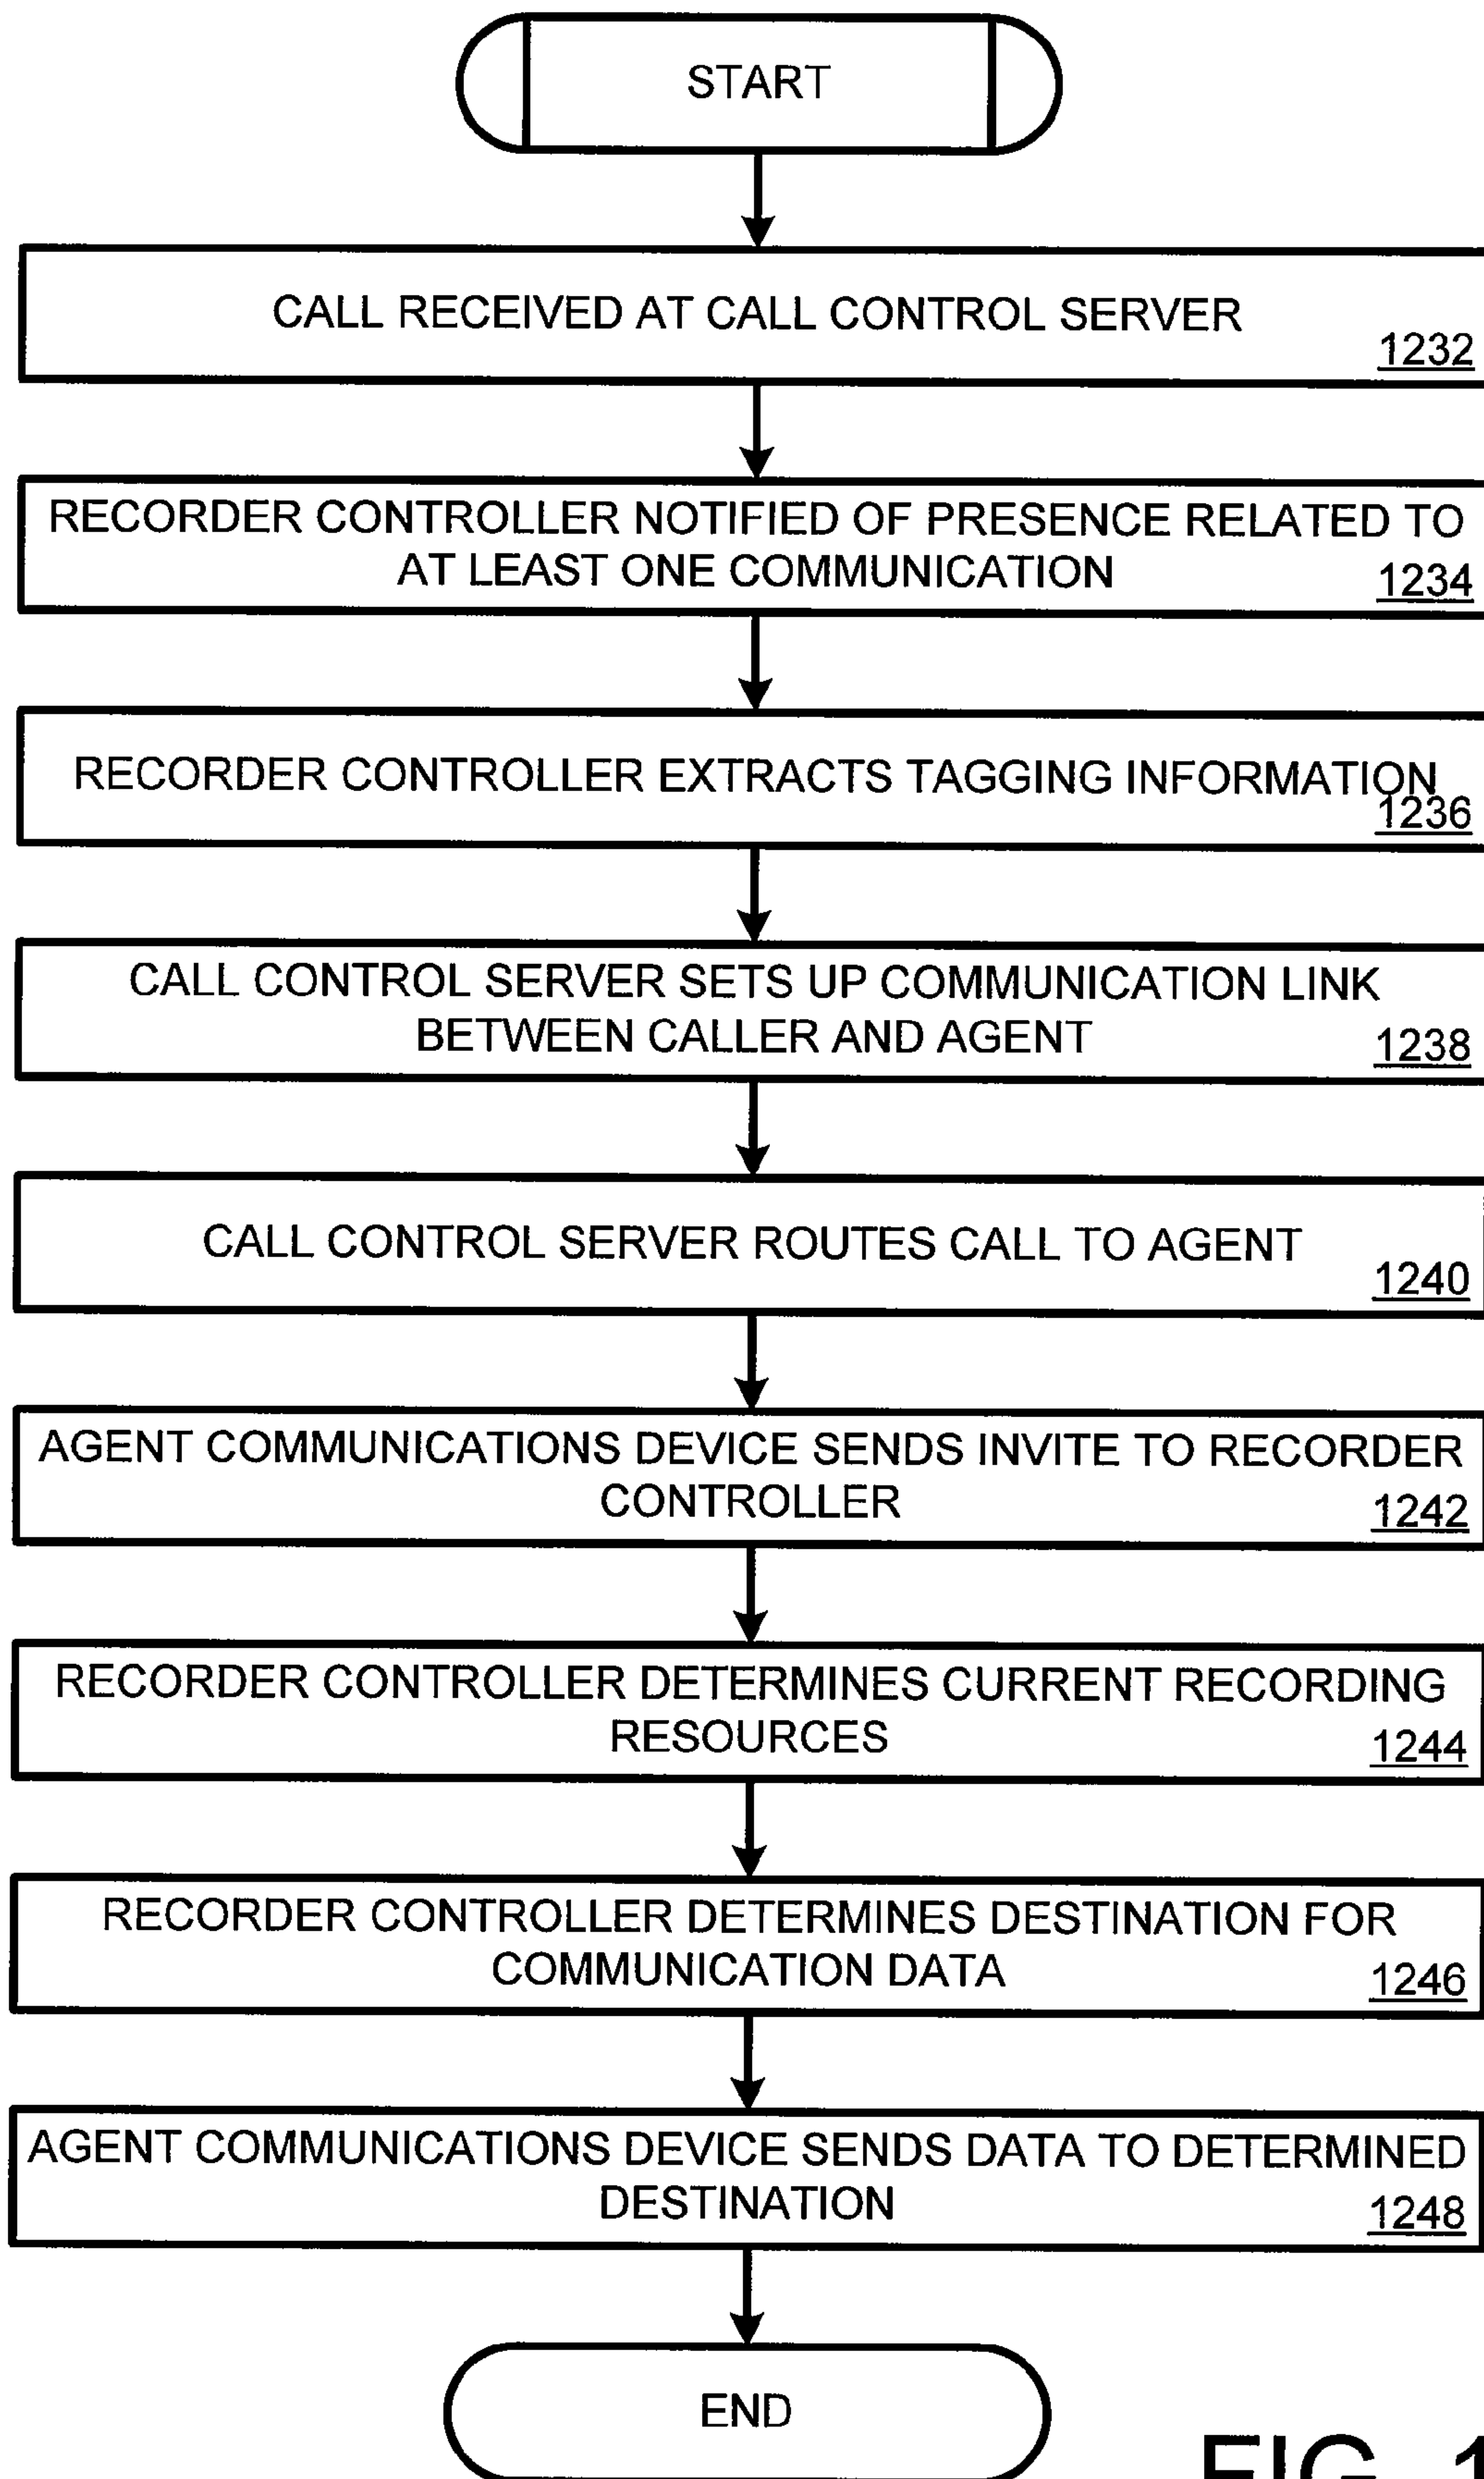 START
CALL RECEIVED AT CALL CONTROL SERVER
1232
RECORDER CONTROLLER NOTIFIED OF PRESENCE RELATED TO
AT LEAST ONE COMMUNICATION
1234
RECORDER CONTROLLER EXTRACTS TAGGING INFORMATION
1236
CALL CONTROL SERVER SETS UP COMMUNICATION LINK
BETWEEN CALLER AND AGENT
1238
CALL CONTROL SERVER ROUTES CALL TO AGENT
1240
AGENT COMMUNICATIONS DEVICE SENDS INVITE TO RECORDER
CONTROLLER
1242
RECORDER CONTROLLER DETERMINES CURRENT RECORDING
RESOURCES
1244
RECORDER CONTROLLER DETERMINES DESTINATION FOR
COMMUNICATION DATA
1246
AGENT COMMUNICATIONS DEVICE SENDS DATA TO DETERMINED
DESTINATION
1248
END
FIG. 1